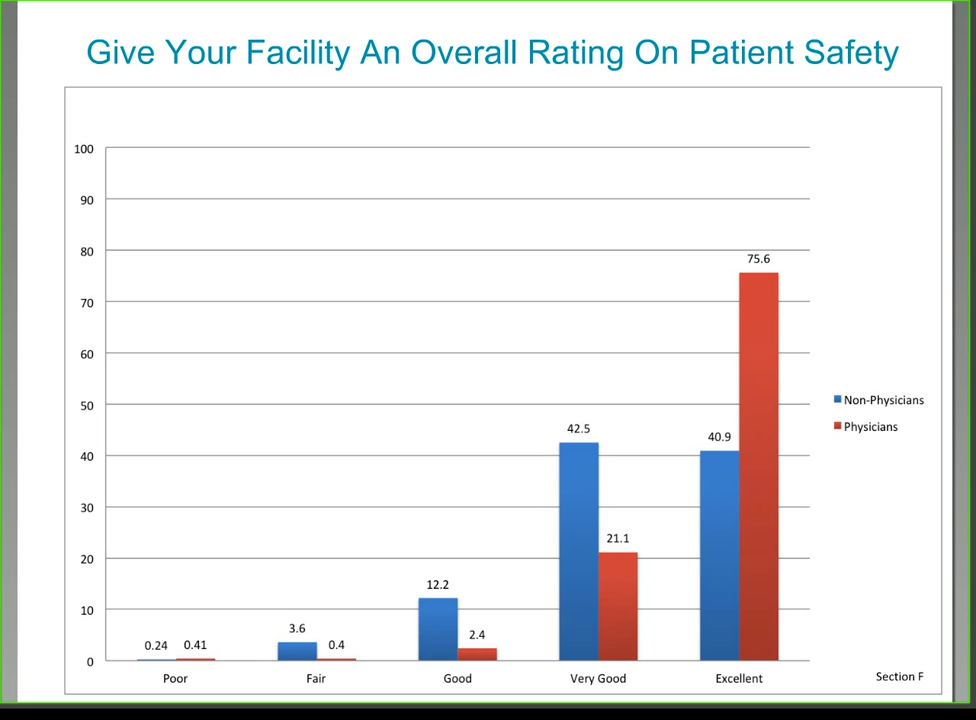 Give Your Facility An Overall Rating On Patient Safety
100
90
80
75.6
70
60
50
Non-Physicians
42.5
40.9
Physicians
40
30
21.1
20
12.2
10
3.6
2.4
0.24
0.41
0.4
0
Poor
Fair
Good
Very Good
Excellent
Section F